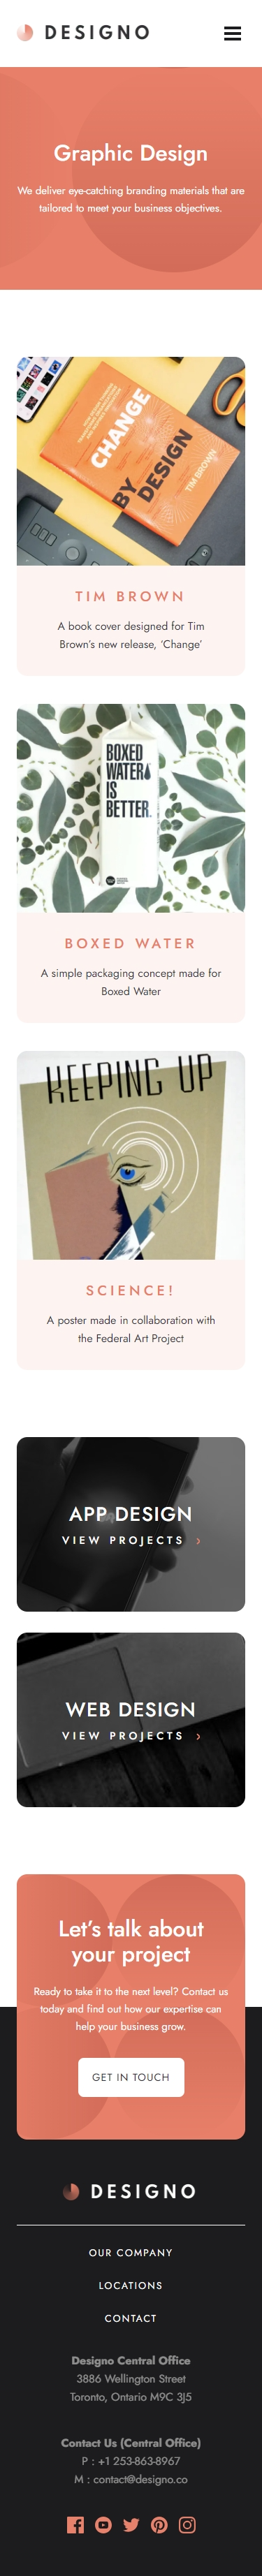 DESIGNO
Graphic Design
We deliver eye-catching branding materials that are
tailored to meet your business objectives.
TRANSFORMS ORGANIZATIONS
AND INSPIRES INNOVATION
CHANGE
BY
DESIGN
TIM BROWN
TIM BROWN
A book cover designed for Tim
Brown’s new release, ‘Change’
BOXED
WATER
IS
BETTER.
BOXED WATER
A simple packaging concept made for
Boxed Water
KEEPING UP
SCIENCE!
A poster made in collaboration with
the Federal Art Project
APP DESIGN
VIEW PROJECTS >
WEB DESIGN
VIEW PROJECTS >
Let’s talk about
your project
Ready to take it to the next level? Contact us
today and find out how our expertise can
help your business grow.
GET IN TOUCH
DESIGNO
OUR COMPANY
LOCATIONS
CONTACT
Designo Central Office
3886 Wellington Street
Toronto, Ontario M9C 3J5
Contact Us (Central Office)
P : +1 253-863-8967
M : contact@designo.co